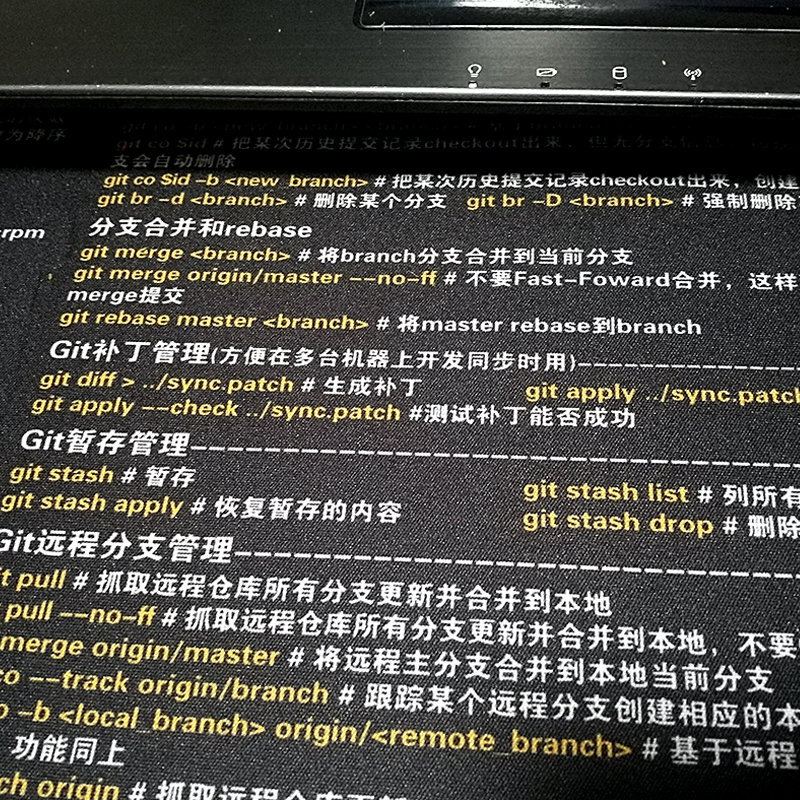 为降序
git co $id # 把某次历史提交记录checkout出来，但无分支信息
支会自动删除
git co $id -b <new_branch> # 把某次历史提交记录checkout出来，创建
git br -d <branch> # 删除某个分支 git br -D <branch> # 强制删除
rpm
分支合并和rebase
git merge <branch> # 将branch分支合并到当前分支
git merge origin/master --no-ff # 不要Fast-Foward合并，这样
merge提交
git rebase master <branch> # 将master rebase到branch
Git补丁管理(方便在多台机器上开发同步时用)
git diff > ../sync.patch # 生成补丁 git apply ../sync.patch
git apply --check ../sync.patch #测试补丁能否成功
Git暂存管理
git stash # 暂存 git stash list # 列所有
git stash apply # 恢复暂存的内容 git stash drop # 删除
Git远程分支管理
it pull # 抓取远程仓库所有分支更新并合并到本地
pull --no-ff # 抓取远程仓库所有分支更新并合并到本地，不要
merge origin/master # 将远程主分支合并到本地当前分支
co --track origin/branch # 跟踪某个远程分支创建相应的本
o -b <local_branch> origin/<remote_branch> # 基于远程
功能同上
ch origin # 抓取远程仓库更新